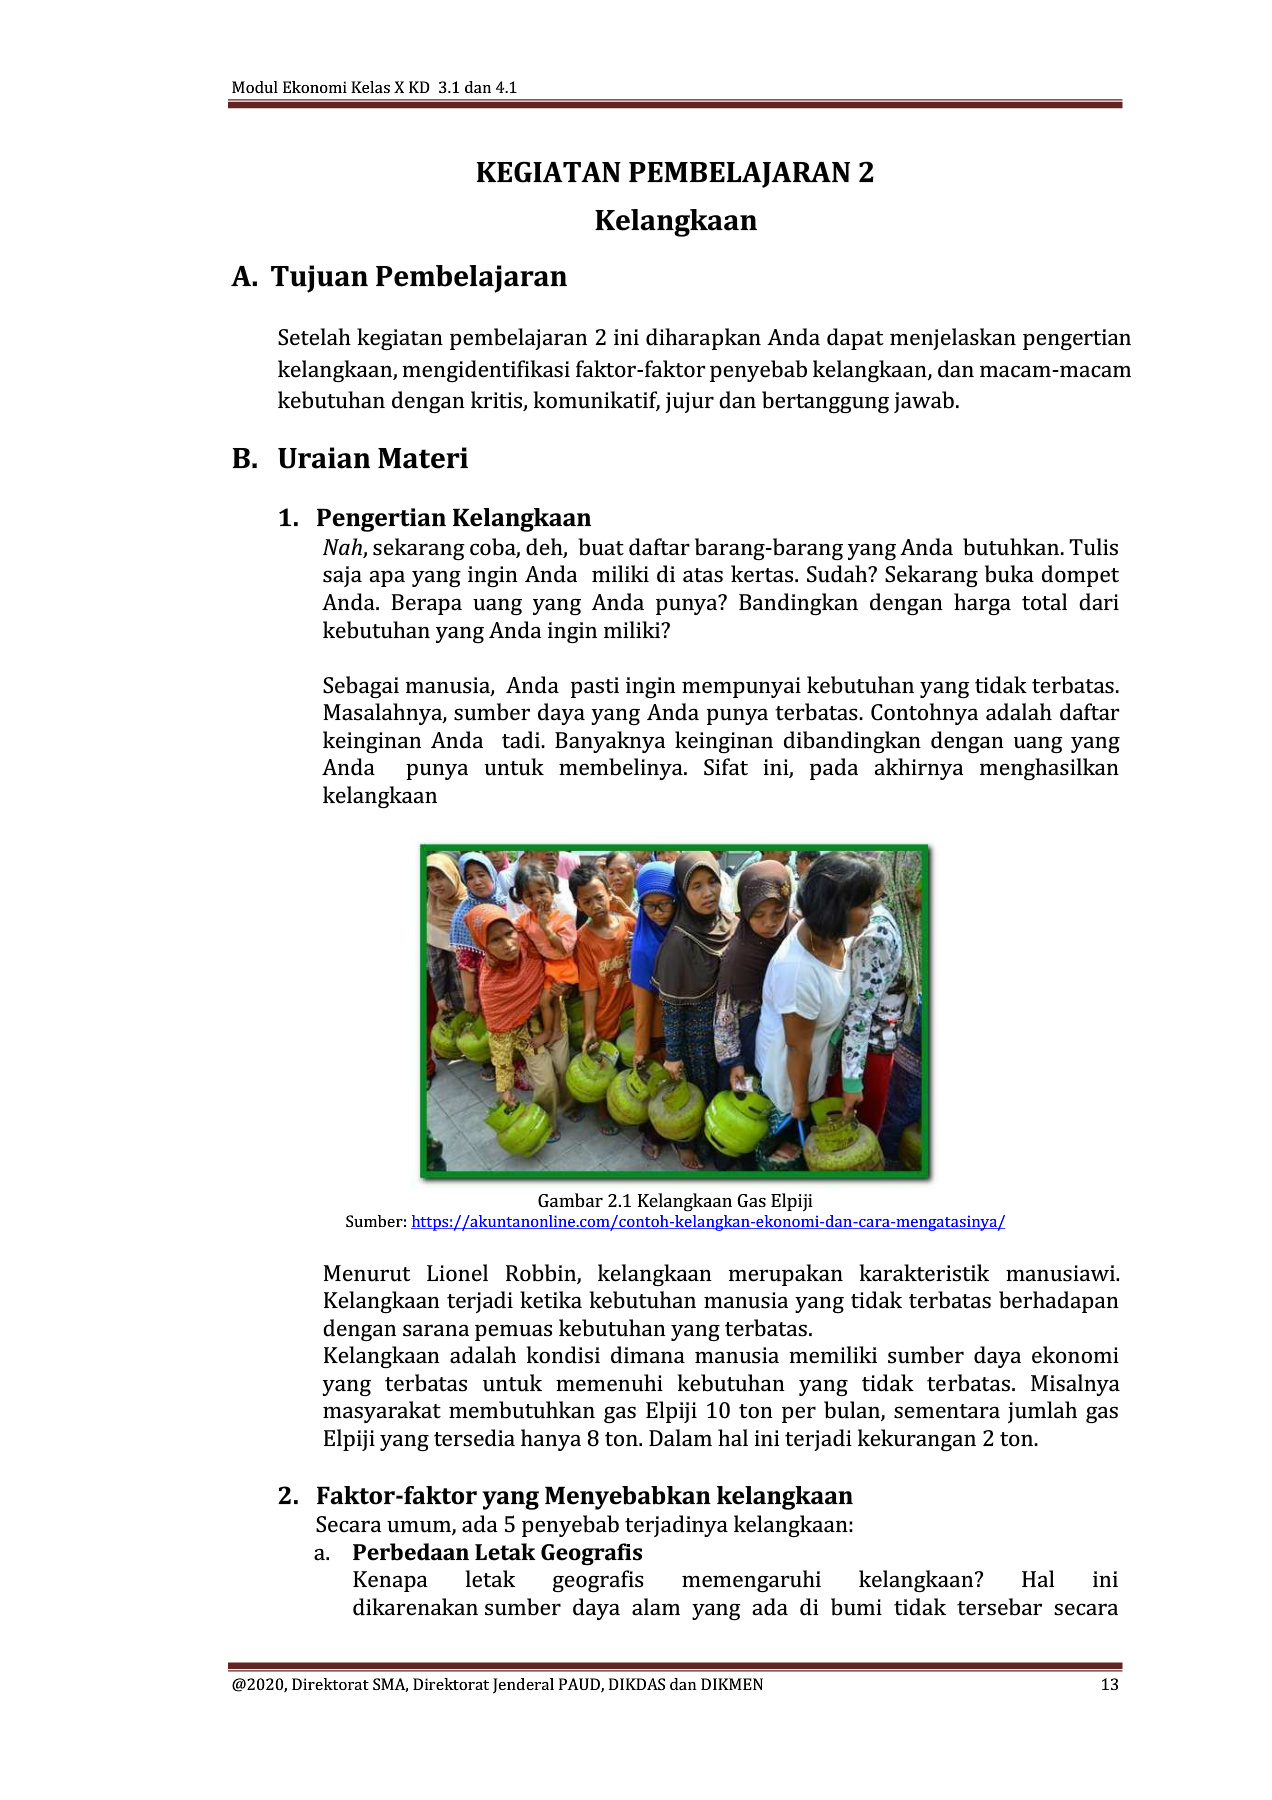 Modul Ekonomi Kelas X KD  3.1 dan 4.1
KEGIATAN PEMBELAJARAN 2
Kelangkaan
A. Tujuan Pembelajaran
Setelah kegiatan pembelajaran 2 ini diharapkan Anda dapat menjelaskan pengertian
kelangkaan, mengidentifikasi faktor-faktor penyebab kelangkaan, dan macam-macam
kebutuhan dengan kritis, komunikatif, jujur dan bertanggung jawab.
B. Uraian Materi
1. Pengertian Kelangkaan
Nah, sekarang coba, deh,  buat daftar barang-barang yang Anda  butuhkan. Tulis
saja apa yang ingin Anda  miliki di atas kertas. Sudah? Sekarang buka dompet
Anda. Berapa uang yang Anda punya? Bandingkan dengan harga total dari
kebutuhan yang Anda ingin miliki?
Sebagai manusia,  Anda  pasti ingin mempunyai kebutuhan yang tidak terbatas.
Masalahnya, sumber daya yang Anda punya terbatas. Contohnya adalah daftar
keinginan Anda  tadi. Banyaknya keinginan dibandingkan dengan uang yang
Anda  punya untuk membelinya. Sifat ini, pada akhirnya menghasilkan
kelangkaan
Gambar 2.1 Kelangkaan Gas Elpiji
Sumber: https://akuntanonline.com/contoh-kelangkan-ekonomi-dan-cara-mengatasinya/
Menurut Lionel Robbin, kelangkaan merupakan karakteristik manusiawi.
Kelangkaan terjadi ketika kebutuhan manusia yang tidak terbatas berhadapan
dengan sarana pemuas kebutuhan yang terbatas.
Kelangkaan adalah kondisi dimana manusia memiliki sumber daya ekonomi
yang terbatas untuk memenuhi kebutuhan yang tidak terbatas. Misalnya
masyarakat membutuhkan gas Elpiji 10 ton per bulan, sementara jumlah gas
Elpiji yang tersedia hanya 8 ton. Dalam hal ini terjadi kekurangan 2 ton.
2. Faktor-faktor yang Menyebabkan kelangkaan
Secara umum, ada 5 penyebab terjadinya kelangkaan:
a. Perbedaan Letak Geografis
Kenapa letak geografis memengaruhi kelangkaan? Hal ini
dikarenakan sumber daya alam yang ada di bumi tidak tersebar secara
@2020, Direktorat SMA, Direktorat Jenderal PAUD, DIKDAS dan DIKMEN 13